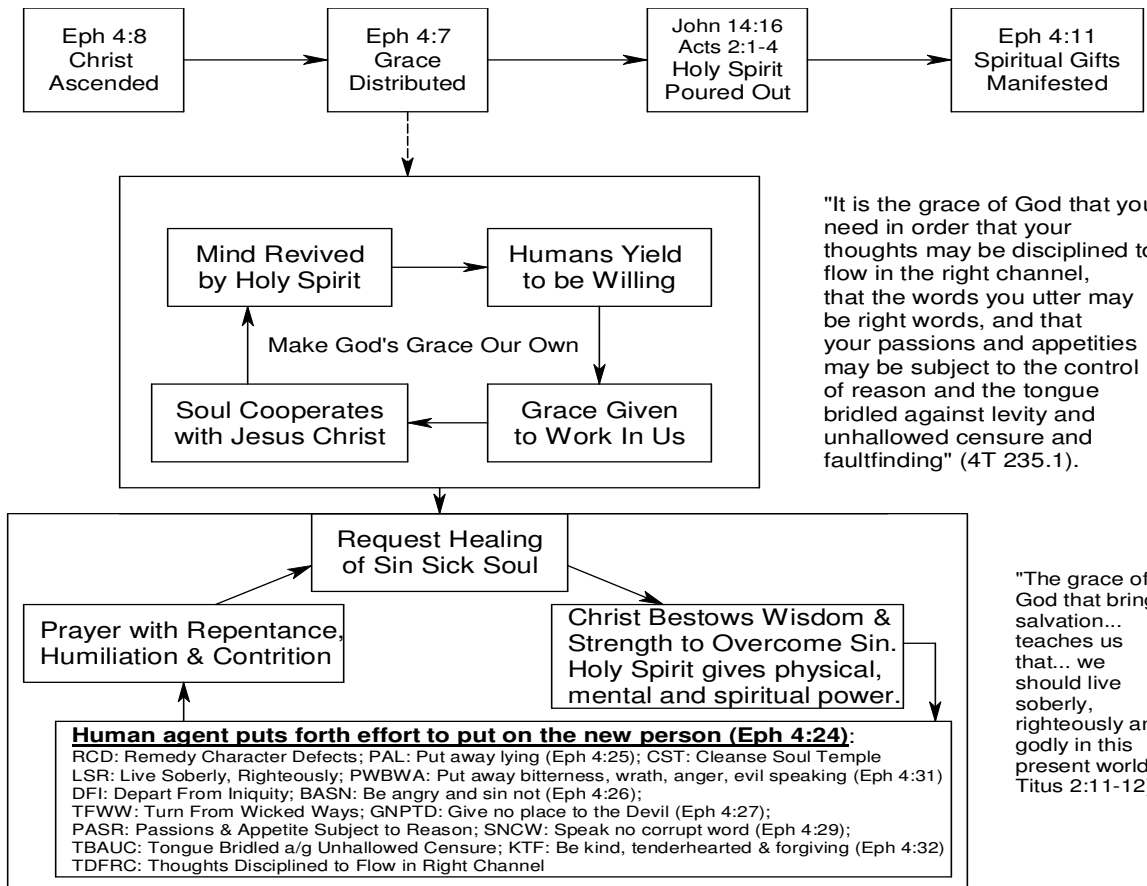 Eph 4:8
Christ
Ascended
Eph 4:7
Grace
Distributed
John 14:16
Acts 2:1-4
Holy Spirit
Poured Out
Eph 4:11
Spiritual Gifts
Manifested
Mind Revived
by Holy Spirit
Humans Yield
to be Willing
Make God's Grace Our Own
Soul Cooperates
with Jesus Christ
Grace Given
to Work In Us
"It is the grace of God that you
need in order that your
thoughts may be disciplined to
flow in the right channel,
that the words you utter may
be right words, and that
your passions and appetities
may be subject to the control
of reason and the tongue
bridled against levity and
unhallowed censure and
faultfinding" (4T 235.1).
Request Healing
of Sin Sick Soul
Prayer with Repentance,
Humiliation & Contrition
Christ Bestows Wisdom &
Strength to Overcome Sin.
Holy Spirit gives physical,
mental and spiritual power.
"The grace of
God that bring
salvation...
teaches us
that... we
should live
soberly,
righteously an
godly in this
present world
Titus 2:11-12
Human agent puts forth effort to put on the new person (Eph 4:24):
RCD: Remedy Character Defects; PAL: Put away lying (Eph 4:25); CST: Cleanse Soul Temple
LSR: Live Soberly, Righteously; PWBWA: Put away bitterness, wrath, anger, evil speaking (Eph 4:31)
DFI: Depart From Iniquity; BASN: Be angry and sin not (Eph 4:26);
TFWW: Turn From Wicked Ways; GNPTD: Give no place to the Devil (Eph 4:27);
PASR: Passions & Appetite Subject to Reason; SNCW: Speak no corrupt word (Eph 4:29);
TBAUC: Tongue Bridled a/g Unhallowed Censure; KTF: Be kind, tenderhearted & forgiving (Eph 4:32)
TDFRC: Thoughts Disciplined to Flow in Right Channel